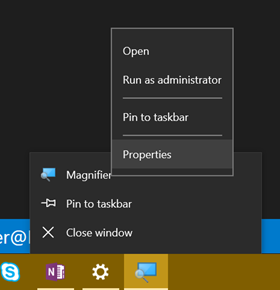 Open
Run as administrator
Pin to taskbar
Properties
Magnifier
Pin to taskbar
er@
Close window